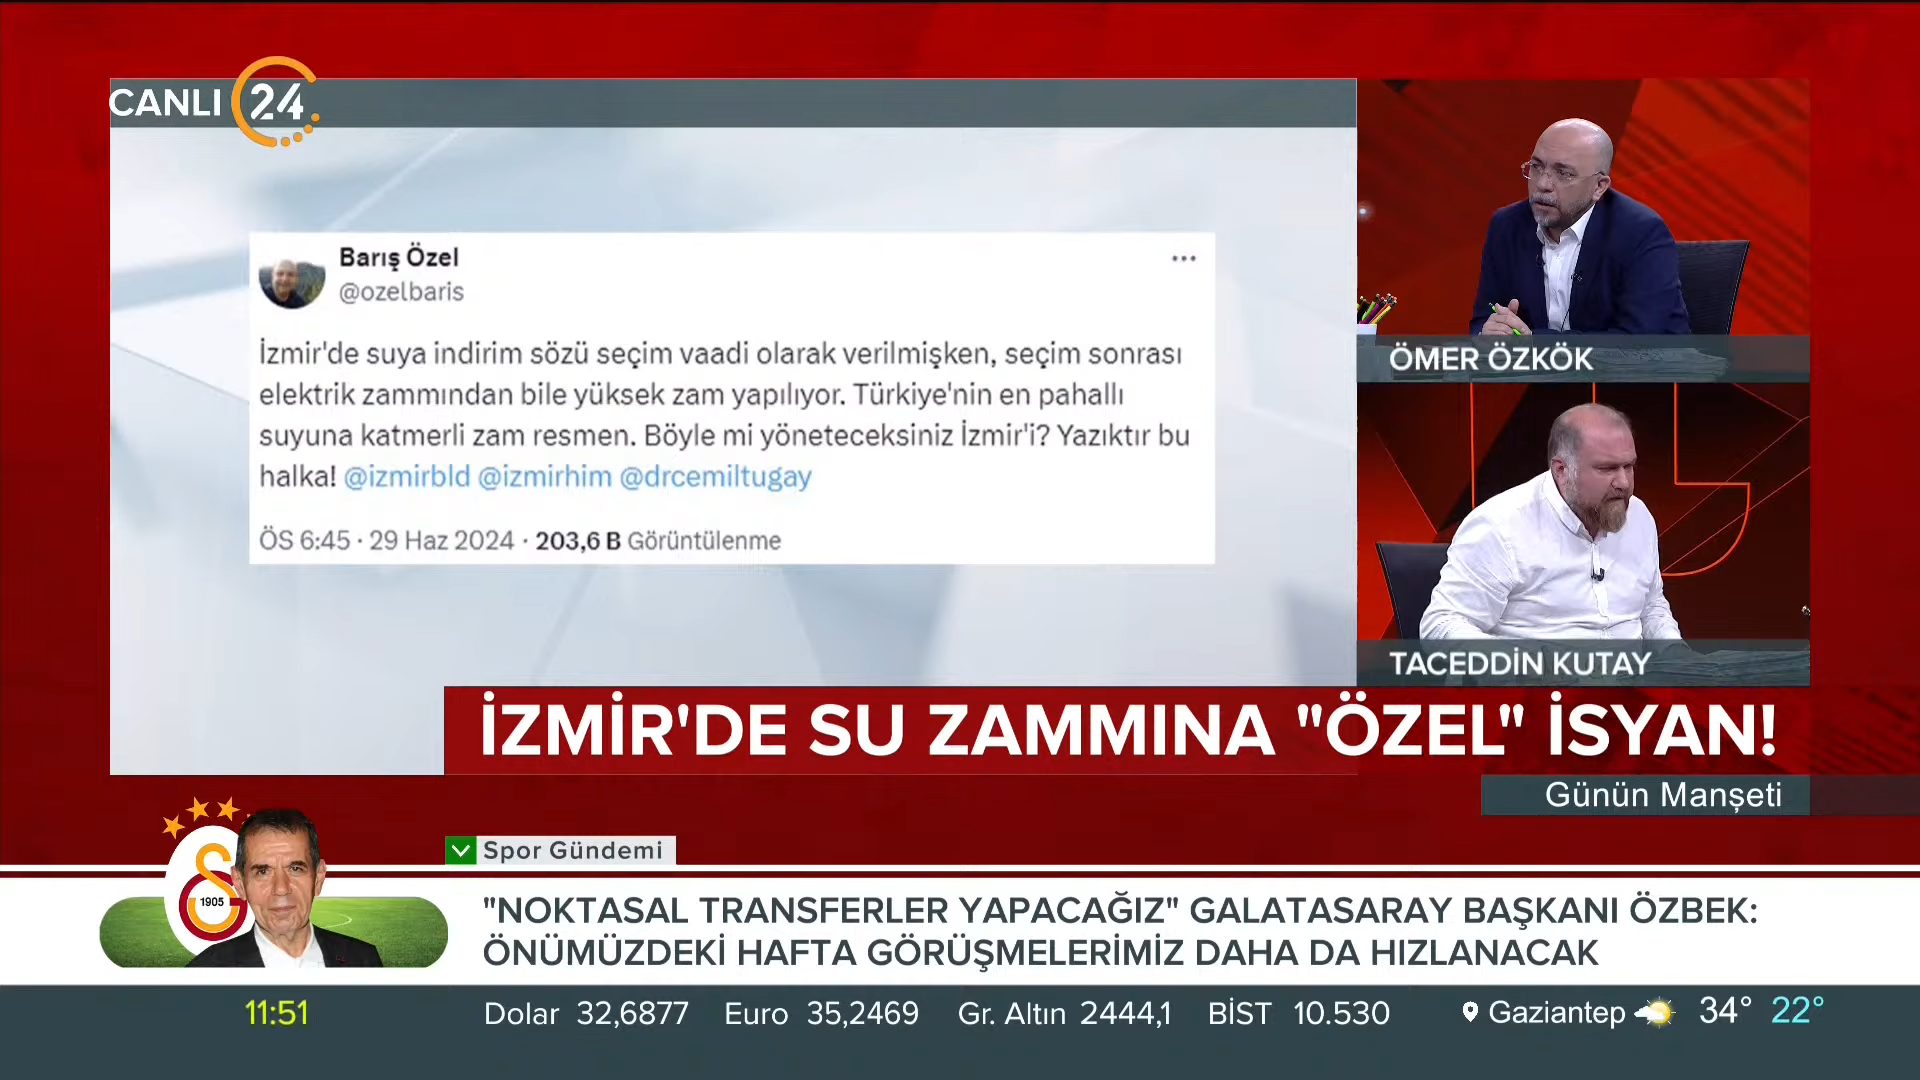 CANLI 24
Barış Özel
@ozelbaris
İzmir'de suya indirim sözü seçim vaadi olarak verilmişken, seçim sonrası
elektrik zammından bile yüksek zam yapılıyor. Türkiye'nin en pahallı
suyuna katmerli zam resmen. Böyle mi yöneteceksiniz İzmir'i? Yazıktır bu
halka! @izmirbld @izmirhim @drcemiltugay
ÖS 6:45 · 29 Haz 2024 · 203,6 B Görüntülenme
ÖMER ÖZKÖK
TACEDDİN KUTAY
İZMİR'DE SU ZAMMINA "ÖZEL" İSYAN!
Günün Manşeti
Spor Gündemi
1905
"NOKTASAL TRANSFERLER YAPACAĞIZ" GALATASARAY BAŞKANI ÖZBEK:
ÖNÜMÜZDEKİ HAFTA GÖRÜŞMELERİMİZ DAHA DA HIZLANACAK
11:51 Dolar 32,6877 Euro 35,2469 Gr. Altın 2444,1 BİST 10.530 Gaziantep 34° 22°